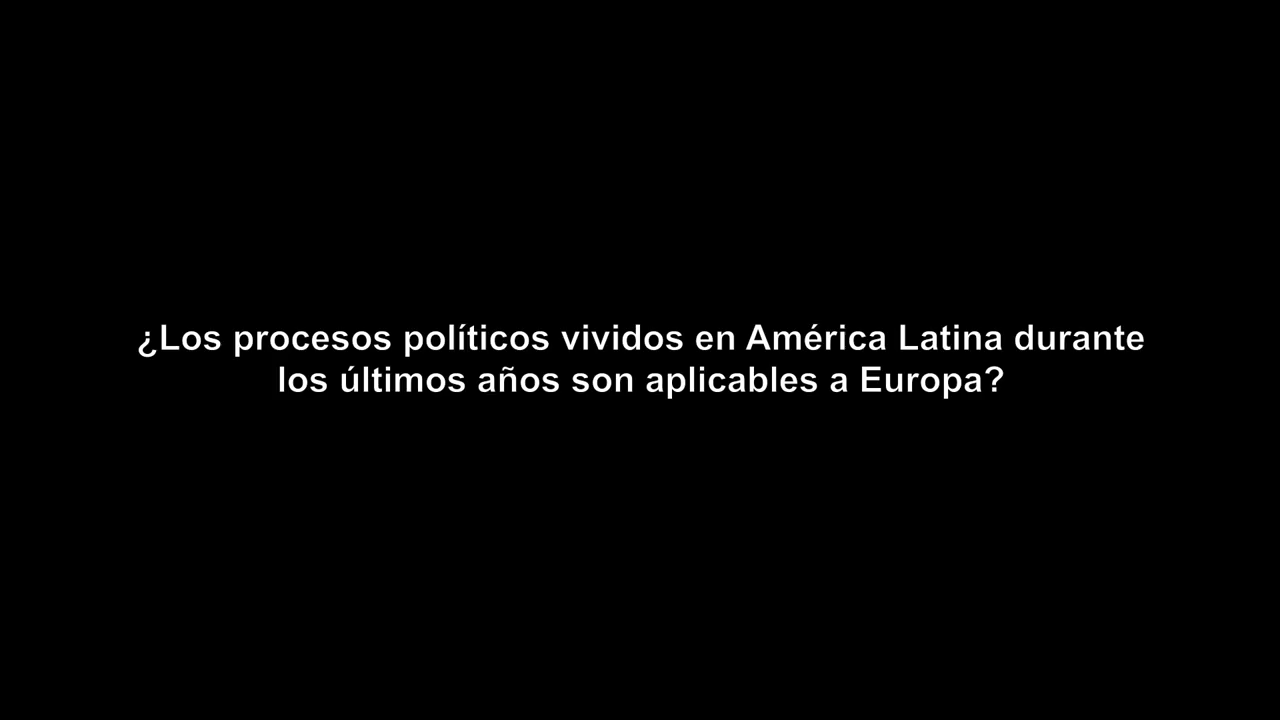 ¿Los procesos políticos vividos en América Latina durante
los últimos años son aplicables a Europa?